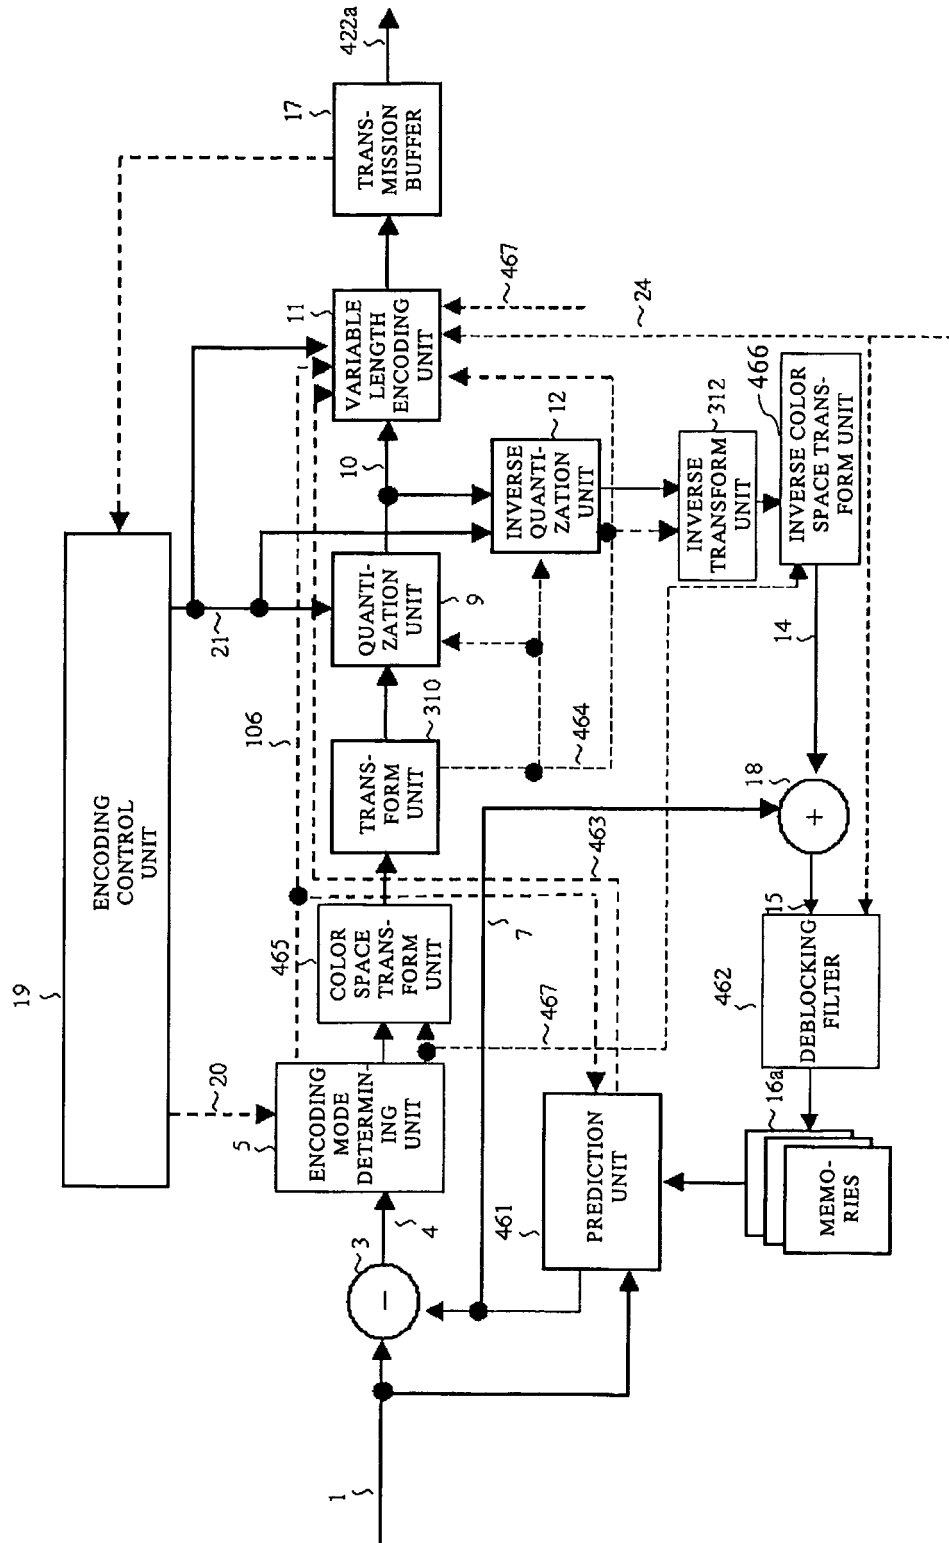 19
ENCODING
CONTROL
UNIT
20
21
106
1
3
4
5
ENCODING
MODE
DETERMIN-
ING
UNIT
465
COLOR
SPACE
TRANS-
FORM
UNIT
TRANS-
FORM
UNIT
310
QUANTI-
ZATION
UNIT
9
10
11
VARIABLE
LENGTH
ENCODING
UNIT
17
TRANS-
MISSION
BUFFER
422a
467
24
12
INVERSE
QUANTI-
ZATION
UNIT
464
463
7
467
461
PREDICTION
UNIT
312
INVERSE
TRANSFORM
UNIT
466
INVERSE COLOR
SPACE TRANS-
FORM UNIT
14
18
+
15
462
DEBLOCKING
FILTER
16a
MEMO-
RIES
−